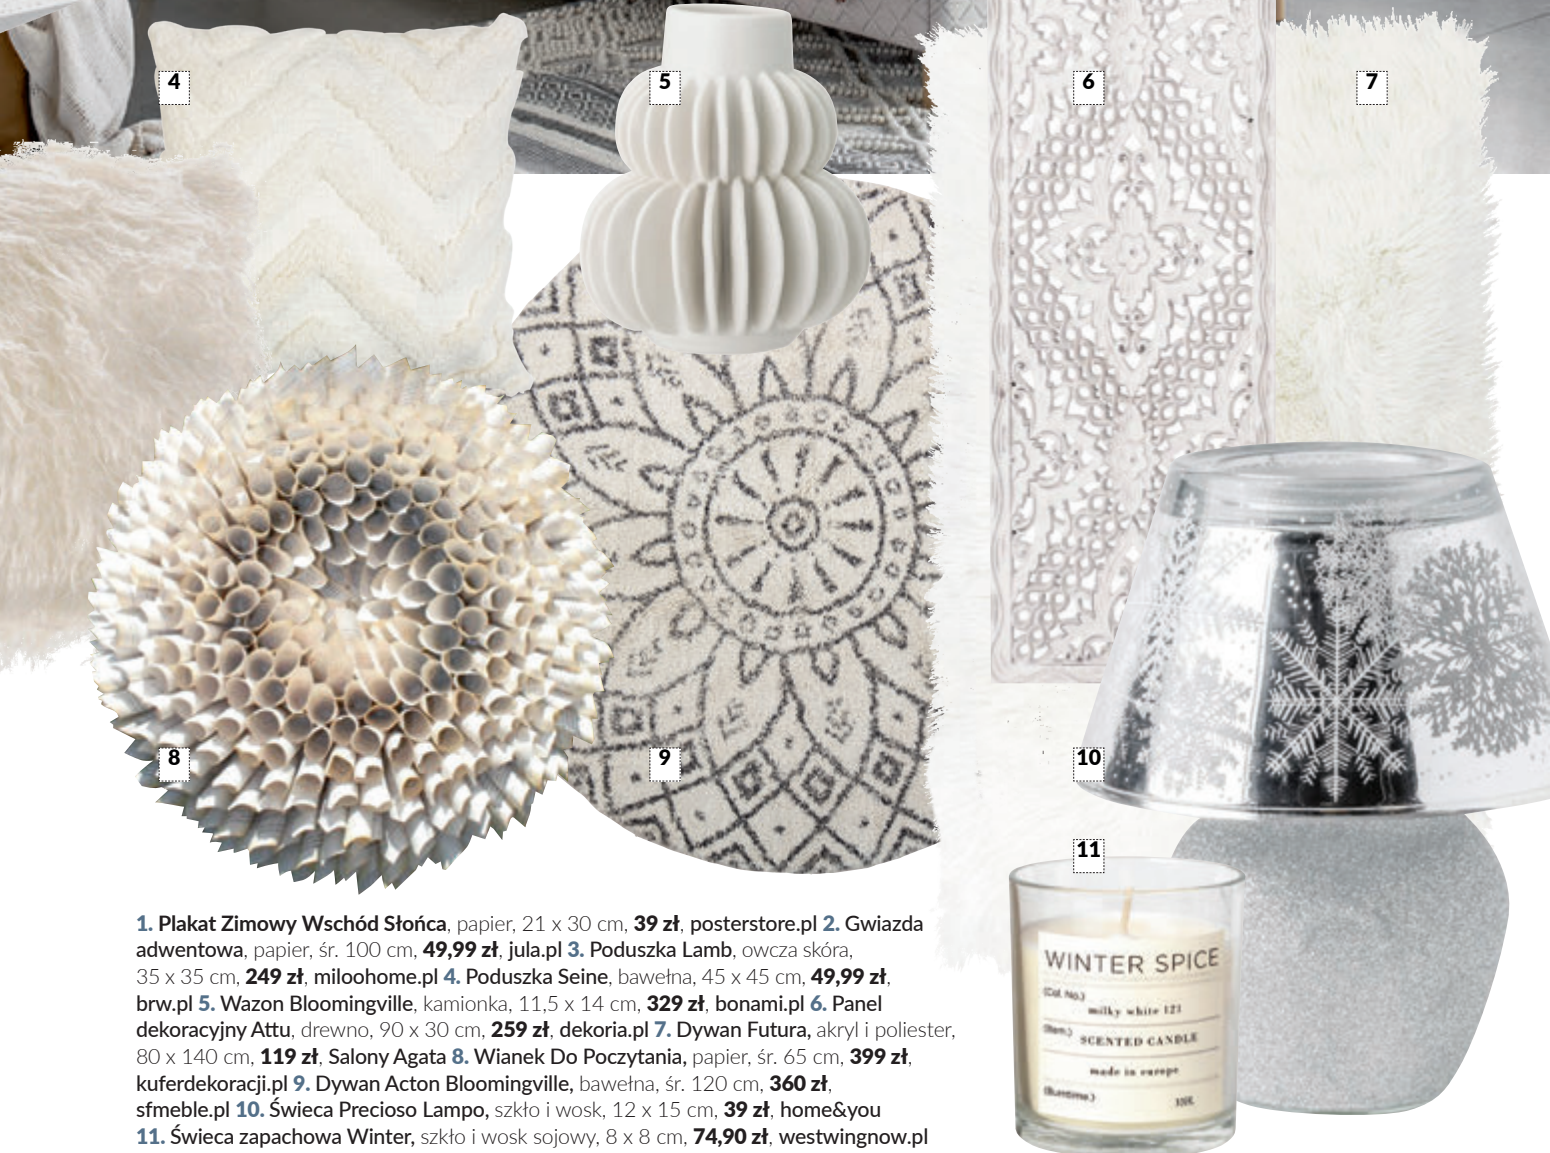 4
5
6
7
8
9
10
11
WINTER SPICE
(Col. No.)
milky white 121
(Item.)
SCENTED CANDLE
made in europe
(Burntime.)
1. Plakat Zimowy Wschód Słońca, papier, 21 x 30 cm, 39 zł, posterstore.pl 2. Gwiazda
adwentowa, papier, śr. 100 cm, 49,99 zł, jula.pl 3. Poduszka Lamb, owcza skóra,
35 x 35 cm, 249 zł, miloohome.pl 4. Poduszka Seine, bawełna, 45 x 45 cm, 49,99 zł,
brw.pl 5. Wazon Bloomingville, kamionka, 11,5 x 14 cm, 329 zł, bonami.pl 6. Panel
dekoracyjny Attu, drewno, 90 x 30 cm, 259 zł, dekoria.pl 7. Dywan Futura, akryl i poliester,
80 x 140 cm, 119 zł, Salony Agata 8. Wianek Do Poczytania, papier, śr. 65 cm, 399 zł,
kuferdekoracji.pl 9. Dywan Acton Bloomingville, bawełna, śr. 120 cm, 360 zł,
sfmeble.pl 10. Świeca Precioso Lampo, szkło i wosk, 12 x 15 cm, 39 zł, home&you
11. Świeca zapachowa Winter, szkło i wosk sojowy, 8 x 8 cm, 74,90 zł, westwingnow.pl